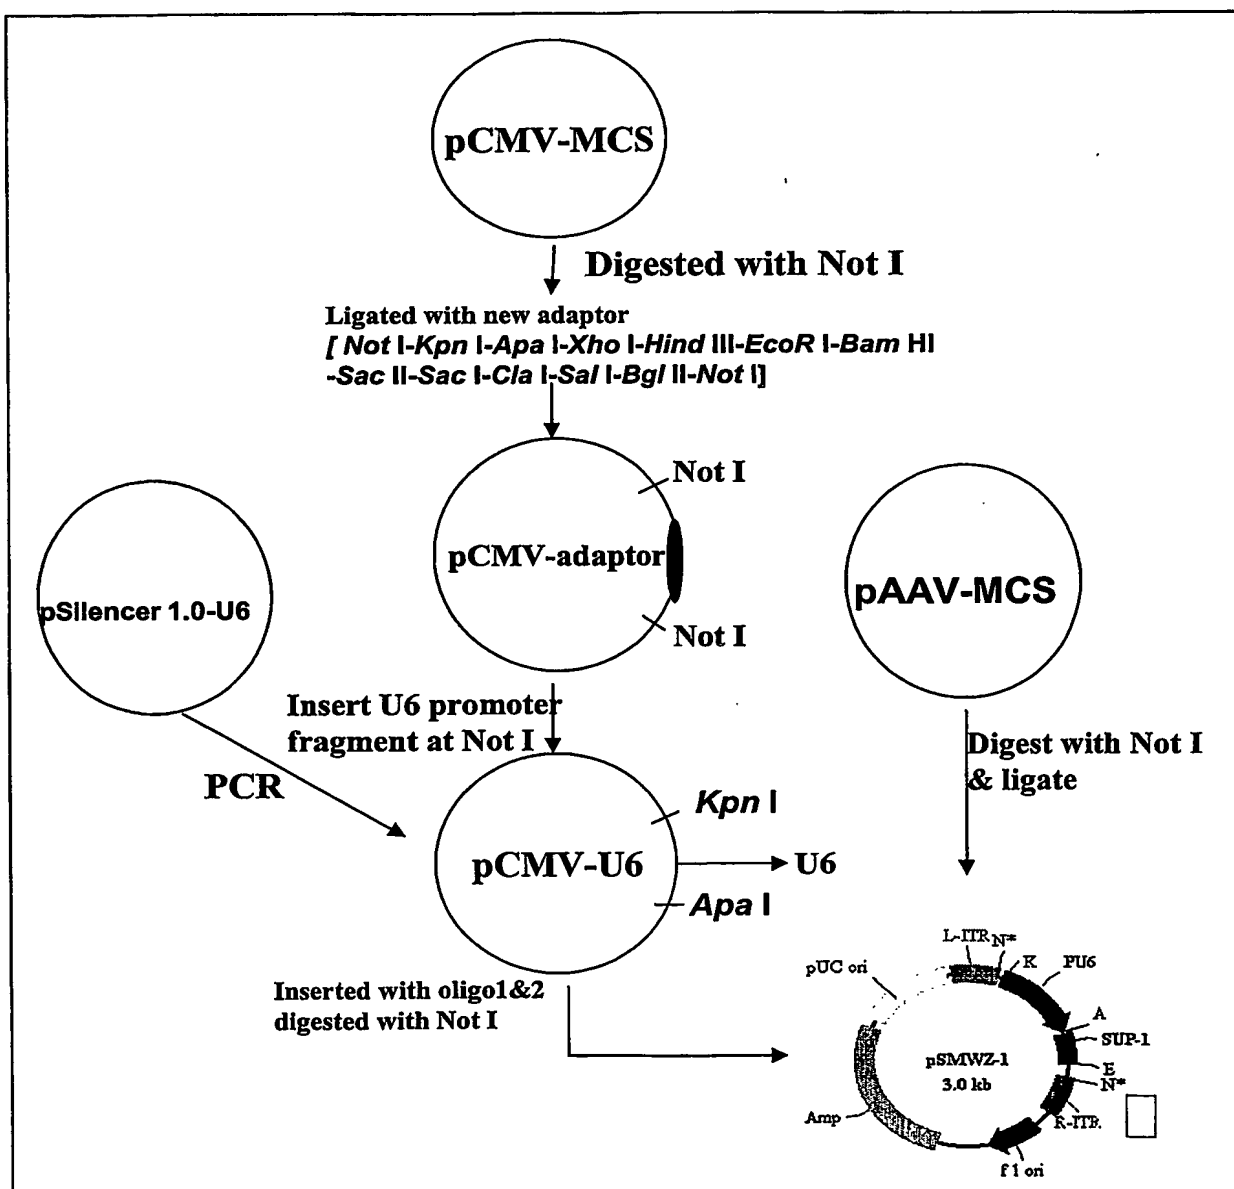 pCMV-MCS
Digested with Not I
Ligated with new adaptor
[ Not I-Kpn I-Apa I-Xho I-Hind III-EcoR I-Bam HI
-Sac II-Sac I-Cla I-Sal I-Bgl II-Not I]
Not I
pCMV-adaptor
Not I
pSilencer 1.0-U6
pAAV-MCS
Insert U6 promoter
fragment at Not I
PCR
Digest with Not I
& ligate
Kpn I
pCMV-U6
U6
Apa I
Inserted with oligo1&2
digested with Not I
L-ITR
N*
K
PU6
pUC ori
A
SUP-1
E
N*
R-ITR
f1 ori
Amp
pSMWZ-1
3.0 kb